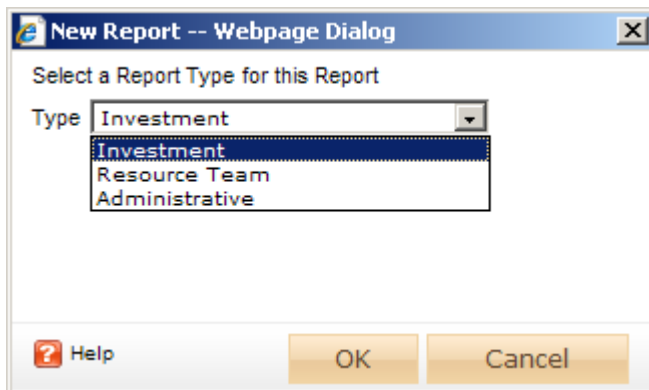 New Report -- Webpage Dialog
Select a Report Type for this Report
Type Investment
Investment
Resource Team
Administrative
Help OK Cancel